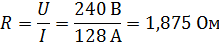 R = U/I = 240 В/128 А = 1,875 Ом